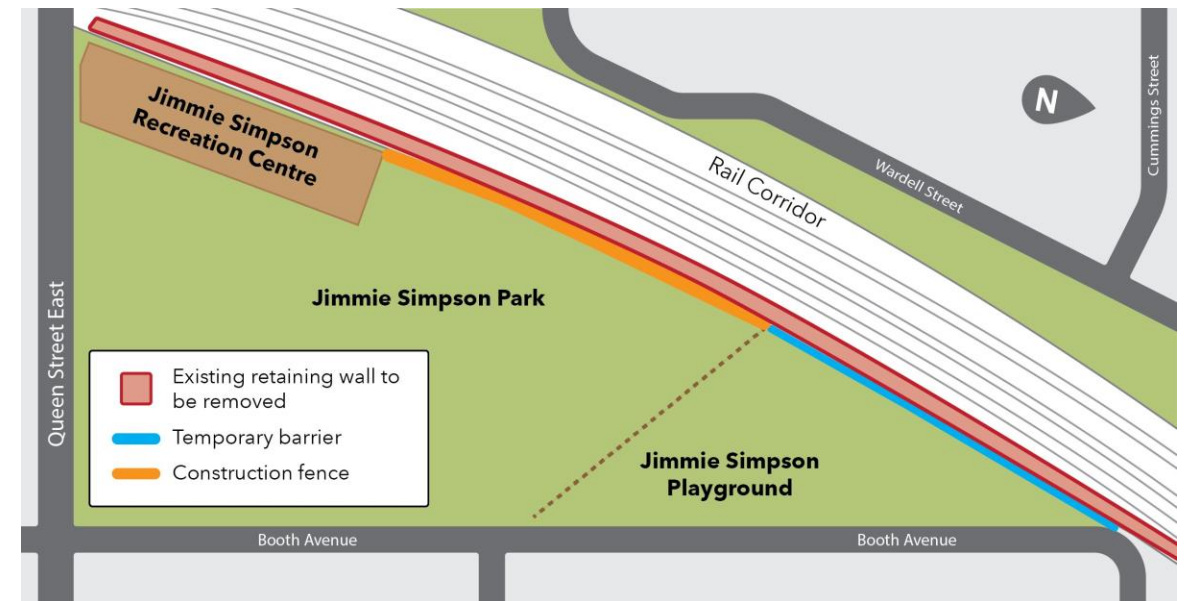 Jimmie Simpson
Recreation Centre
N
Cummings Street
Rail Corridor
Wardell Street
Queen Street East
Jimmie Simpson Park
Existing retaining wall to
be removed
Temporary barrier
Construction fence
Jimmie Simpson
Playground
Booth Avenue
Booth Avenue